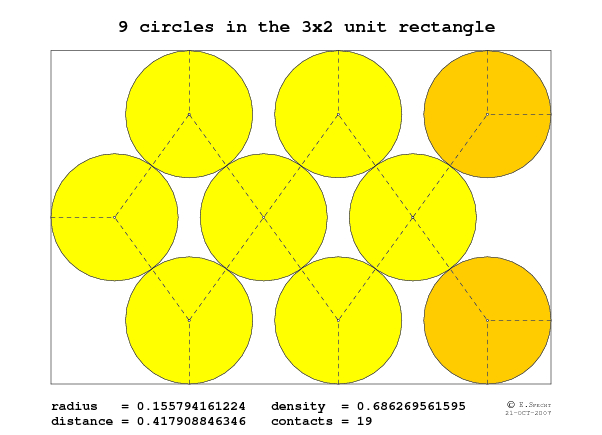 9 circles in the 3x2 unit rectangle
radius = 0.155794161224 density = 0.686269561595
distance = 0.417908846346 contacts = 19
© E.Specht
21-OCT-2007